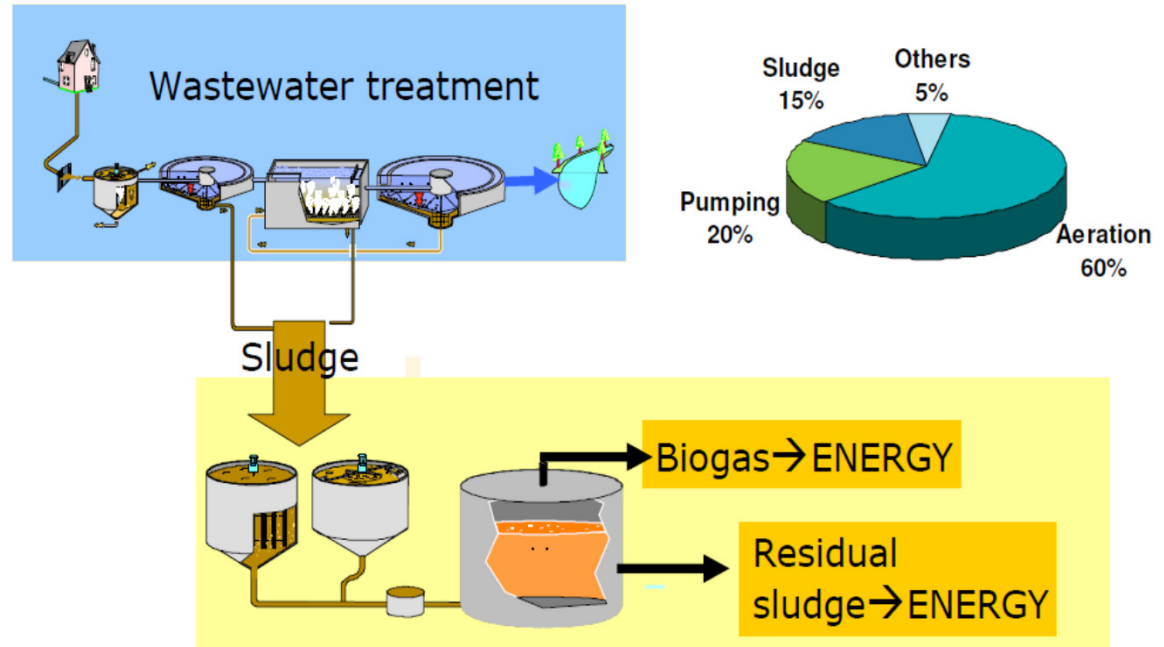 Wastewater treatment
Sludge
15%
Others
5%
Pumping
20%
Aeration
60%
Sludge
Biogas→ENERGY
Residual
sludge→ENERGY